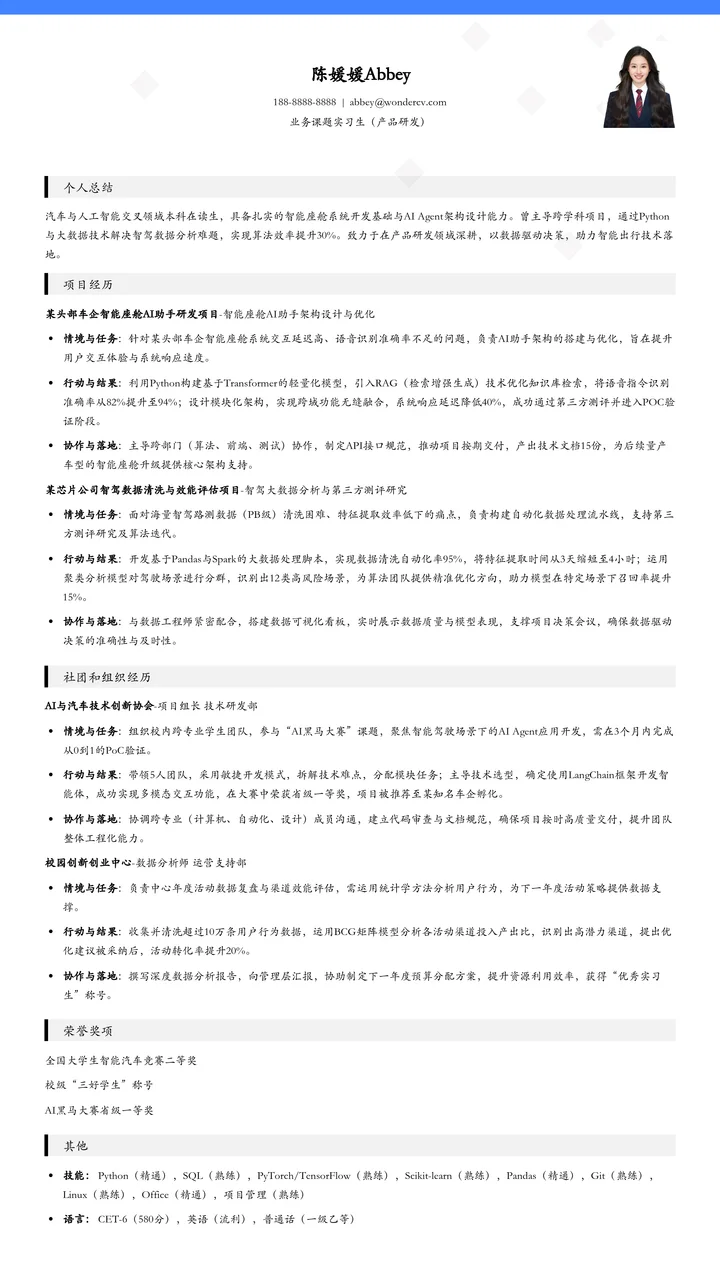 陈媛媛Abbey
188-8888-8888 | abbey@wondercv.com
业务课题实习生（产品研发）
个人总结
汽车与人工智能交叉领域本科在读生，具备扎实的智能座舱系统开发基础与AI Agent架构设计能力。曾主导跨学科项目，通过Python
与大数据技术解决智驾数据分析难题，实现算法效率提升30%。致力于在产品研发领域深耕，以数据驱动决策，助力智能出行技术落
地。
项目经历
某头部车企智能座舱AI助手研发项目-智能座舱AI助手架构设计与优化
• 情境与任务：针对某头部车企智能座舱系统交互延迟高、语音识别准确率不足的问题，负责AI助手架构的搭建与优化，旨在提升
用户交互体验与系统响应速度。
• 行动与结果：利用Python构建基于Transformer的轻量化模型，引入RAG（检索增强生成）技术优化知识库检索，将语音指令识别
准确率从82%提升至94%；设计模块化架构，实现跨域功能无缝融合，系统响应延迟降低40%，成功通过第三方测评并进入POC验
证阶段。
• 协作与落地：主导跨部门（算法、前端、测试）协作，制定API接口规范，推动项目按期交付，产出技术文档15份，为后续量产
车型的智能座舱升级提供核心架构支持。
某芯片公司智驾数据清洗与效能评估项目-智驾大数据分析与第三方测评研究
• 情境与任务：面对海量智驾路测数据（PB级）清洗困难、特征提取效率低下的痛点，负责构建自动化数据处理流水线，支持第三
方测评研究及算法迭代。
• 行动与结果：开发基于Pandas与Spark的大数据处理脚本，实现数据清洗自动化率95%，将特征提取时间从3天缩短至4小时；运用
聚类分析模型对驾驶场景进行分群，识别出12类高风险场景，为算法团队提供精准优化方向，助力模型在特定场景下召回率提升
15%。
• 协作与落地：与数据工程师紧密配合，搭建数据可视化看板，实时展示数据质量与模型表现，支撑项目决策会议，确保数据驱动
决策的准确性与及时性。
社团和组织经历
AI与汽车技术创新协会-项目组长 技术研发部
• 情境与任务：组织校内跨专业学生团队，参与“AI黑马大赛”课题，聚焦智能驾驶场景下的AI Agent应用开发，需在3个月内完成
从0到1的PoC验证。
• 行动与结果：带领5人团队，采用敏捷开发模式，拆解技术难点，分配模块任务；主导技术选型，确定使用LangChain框架开发智
能体，成功实现多模态交互功能，在大赛中荣获省级一等奖，项目被推荐至某知名车企孵化。
• 协作与落地：协调跨专业（计算机、自动化、设计）成员沟通，建立代码审查与文档规范，确保项目按时高质量交付，提升团队
整体工程化能力。
校园创新创业中心-数据分析师 运营支持部
• 情境与任务：负责中心年度活动数据复盘与渠道效能评估，需运用统计学方法分析用户行为，为下一年度活动策略提供数据支
撑。
• 行动与结果：收集并清洗超过10万条用户行为数据，运用BCG矩阵模型分析各活动渠道投入产出比，识别出高潜力渠道，提出优
化建议被采纳后，活动转化率提升20%。
• 协作与落地：撰写深度数据分析报告，向管理层汇报，协助制定下一年度预算分配方案，提升资源利用效率，获得“优秀实习
生”称号。
荣誉奖项
全国大学生智能汽车竞赛二等奖
校级“三好学生”称号
AI黑马大赛省级一等奖
其他
• 技能： Python（精通）, SQL（熟练）, PyTorch/TensorFlow（熟练）, Scikit-learn（熟练）, Pandas（精通）, Git（熟练）,
Linux（熟练）, Office（精通）, 项目管理（熟练）
• 语言： CET-6（580分）, 英语（流利）, 普通话（一级乙等）